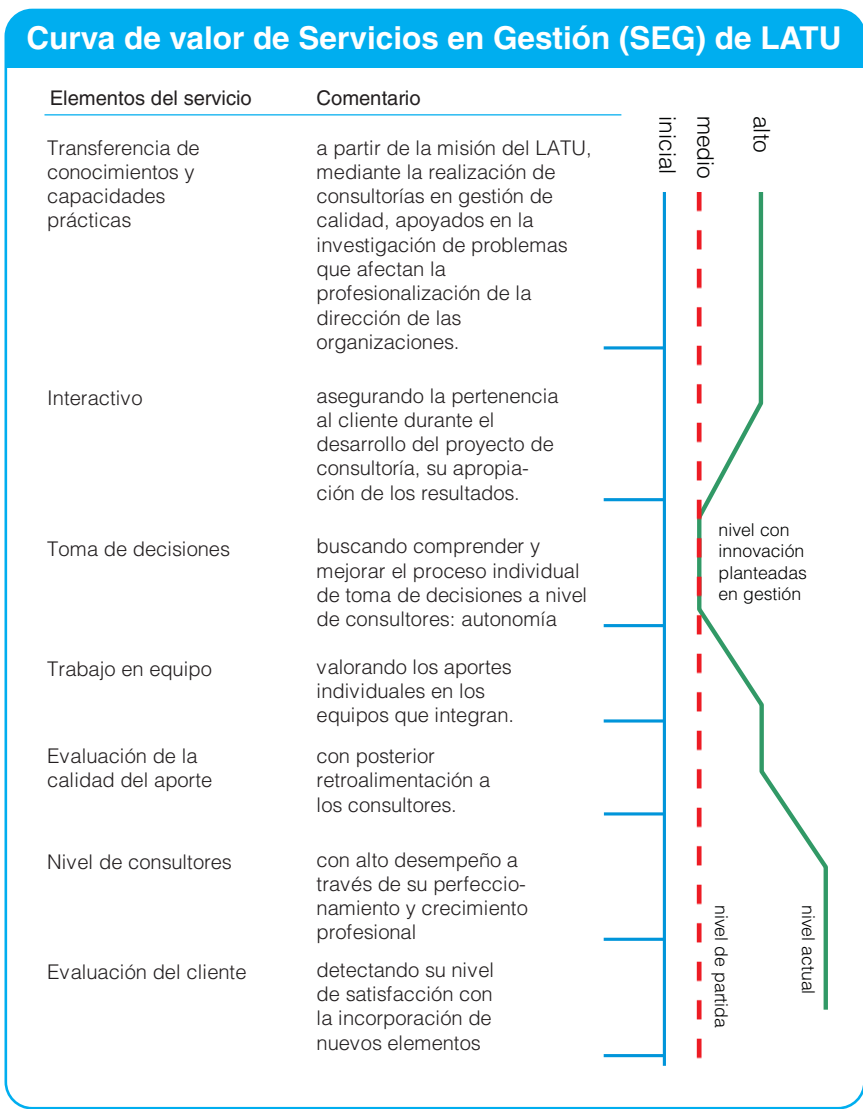 Curva de valor de Servicios en Gestión (SEG) de LATU
Elementos del servicio
Comentario
inicial
medio
alto
Transferencia de
conocimientos y
capacidades
prácticas
a partir de la misión del LATU,
mediante la realización de
consultorías en gestión de
calidad, apoyados en la
investigación de problemas
que afectan la
profesionalización de la
dirección de las
organizaciones.
Interactivo
asegurando la pertenencia
al cliente durante el
desarrollo del proyecto de
consultoría, su apropia-
ción de los resultados.
Toma de decisiones
buscando comprender y
mejorar el proceso individual
de toma de decisiones a nivel
de consultores: autonomía
nivel con
innovación
planteadas
en gestión
Trabajo en equipo
valorando los aportes
individuales en los
equipos que integran.
Evaluación de la
calidad del aporte
con posterior
retroalimentación a
los consultores.
Nivel de consultores
con alto desempeño a
través de su perfeccio-
namiento y crecimiento
profesional
nivel de partida
nivel actual
Evaluación del cliente
detectando su nivel
de satisfacción con
la incorporación de
nuevos elementos